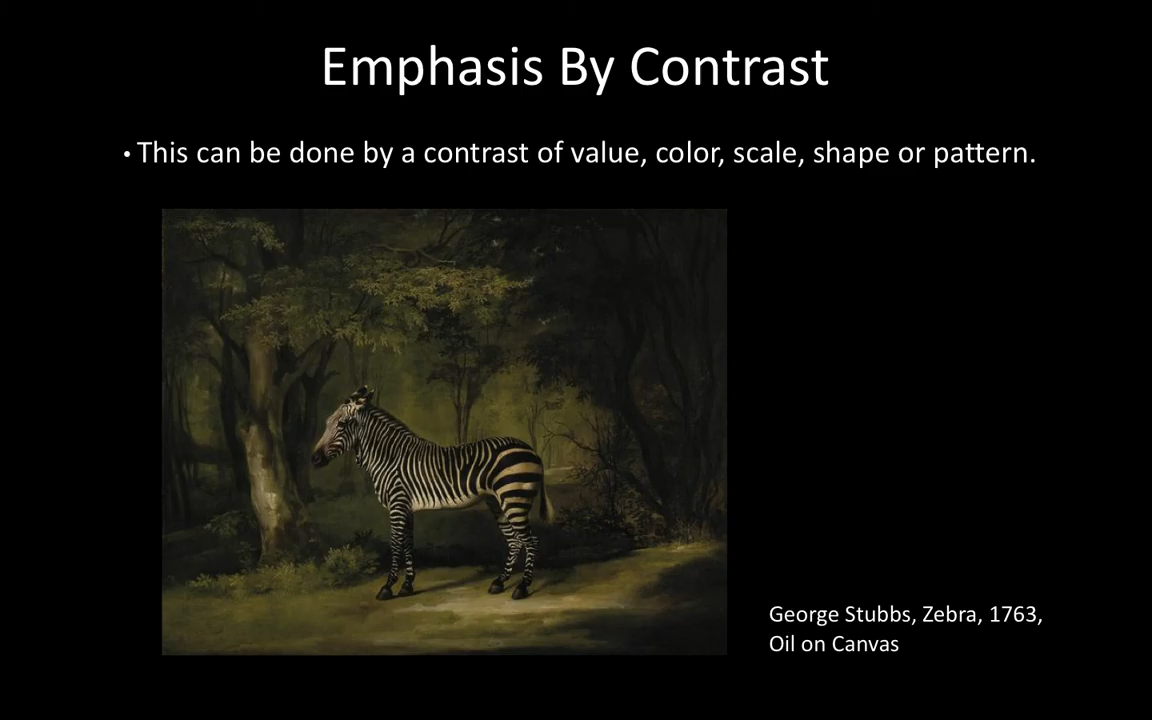 Emphasis By Contrast
• This can be done by a contrast of value, color, scale, shape or pattern.
George Stubbs, Zebra, 1763,
Oil on Canvas